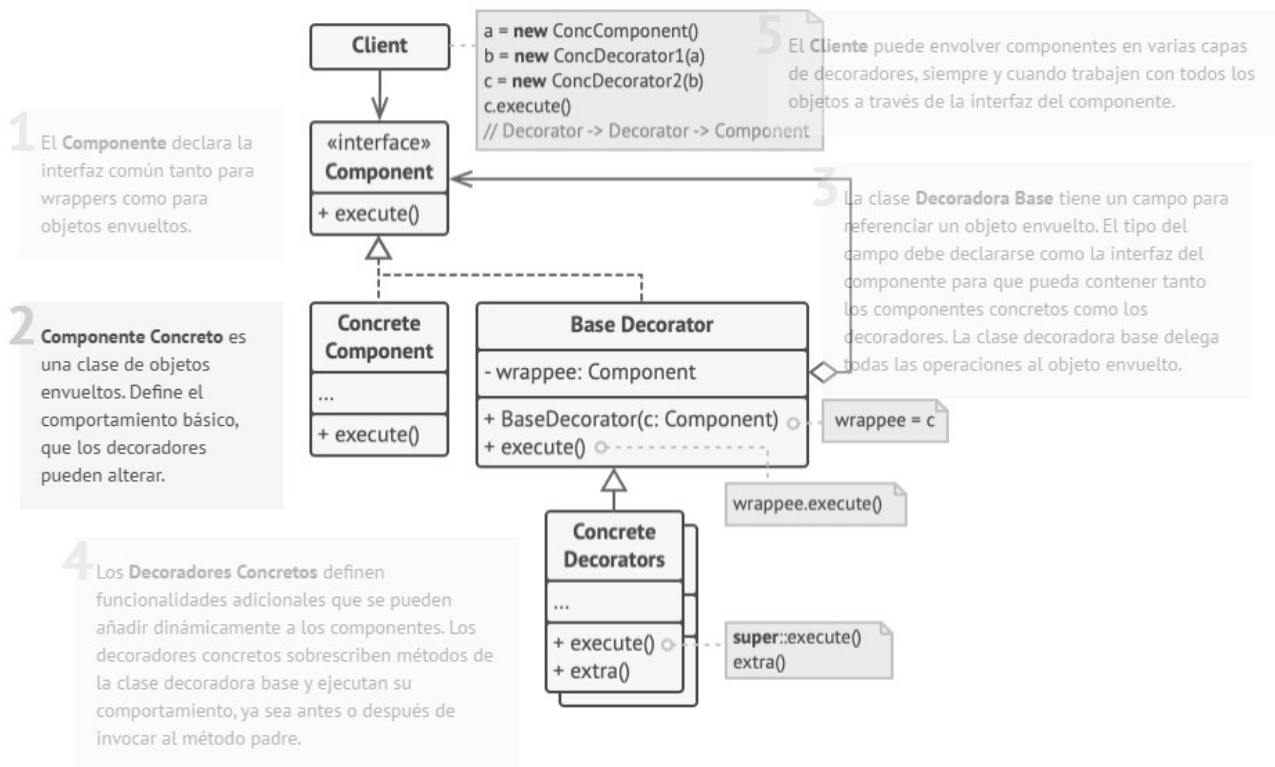 Client
a = new ConcComponent()
b = new ConcDecorator1(a)
c = new ConcDecorator2(b)
c.execute()
// Decorator -> Decorator -> Component
5
El Cliente puede envolver componentes en varias capas
de decoradores, siempre y cuando trabajen con todos los
objetos a través de la interfaz del componente.
1
El Componente declara la
interfaz común tanto para
wrappers como para
objetos envueltos.
«interface»
Component
+ execute()
3
La clase Decoradora Base tiene un campo para
referenciar un objeto envuelto. El tipo del
campo debe declararse como la interfaz del
componente para que pueda contener tanto
los componentes concretos como los
decoradores. La clase decoradora base delega
todas las operaciones al objeto envuelto.
2
Componente Concreto es
una clase de objetos
envueltos. Define el
comportamiento básico,
que los decoradores
pueden alterar.
Concrete
Component
...
+ execute()
Base Decorator
- wrappee: Component
+ BaseDecorator(c: Component)
+ execute()
wrappee = c
wrappee.execute()
4
Los Decoradores Concretos definen
funcionalidades adicionales que se pueden
añadir dinámicamente a los componentes. Los
decoradores concretos sobrescriben métodos de
la clase decoradora base y ejecutan su
comportamiento, ya sea antes o después de
invocar al método padre.
Concrete
Decorators
...
+ execute()
+ extra()
super::execute()
extra()